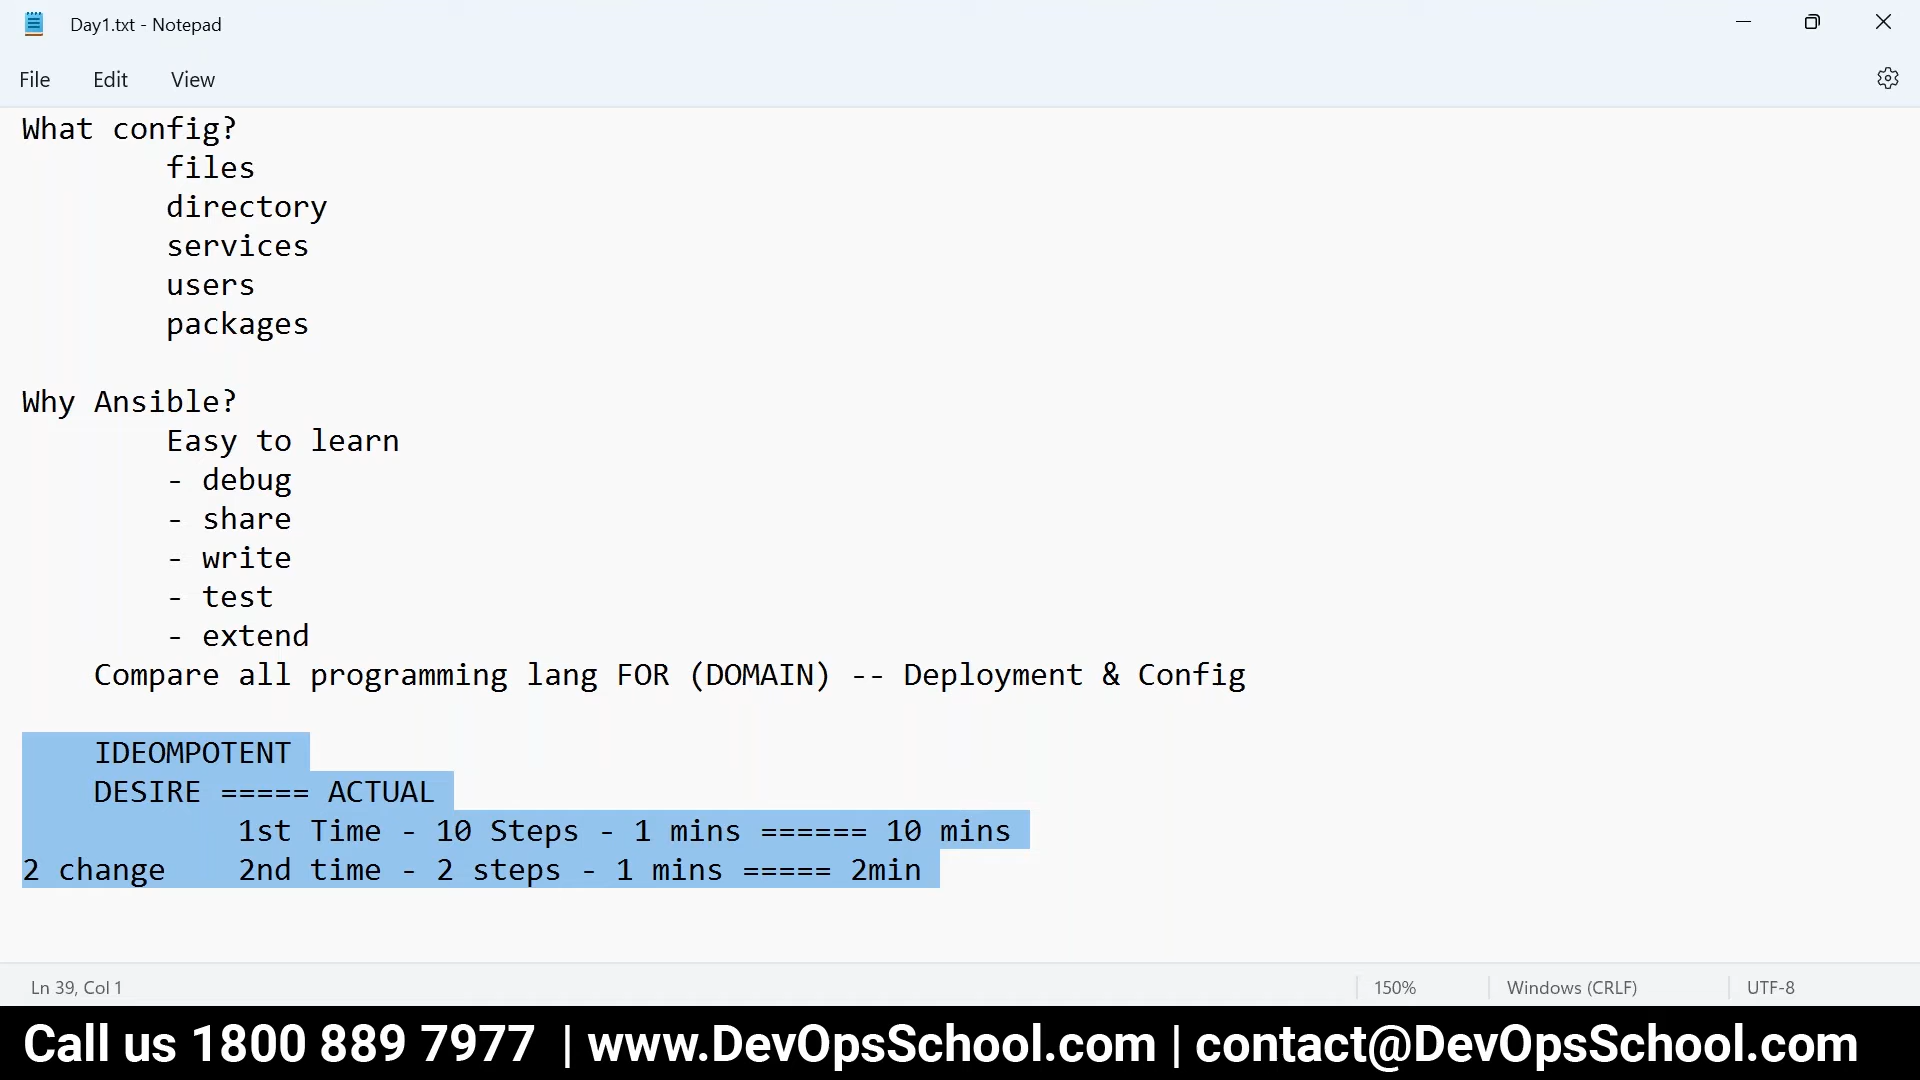 Day1.txt - Notepad
File Edit View
What config?
files
directory
services
users
packages
Why Ansible?
Easy to learn
- debug
- share
- write
- test
- extend
Compare all programming lang FOR (DOMAIN) -- Deployment & Config
IDEOMPOTENT
DESIRE ===== ACTUAL
1st Time - 10 Steps - 1 mins ====== 10 mins
2 change 2nd time - 2 steps - 1 mins ===== 2min
Ln 39, Col 1 150% Windows (CRLF) UTF-8
Call us 1800 889 7977 | www.DevOpsSchool.com | contact@DevOpsSchool.com